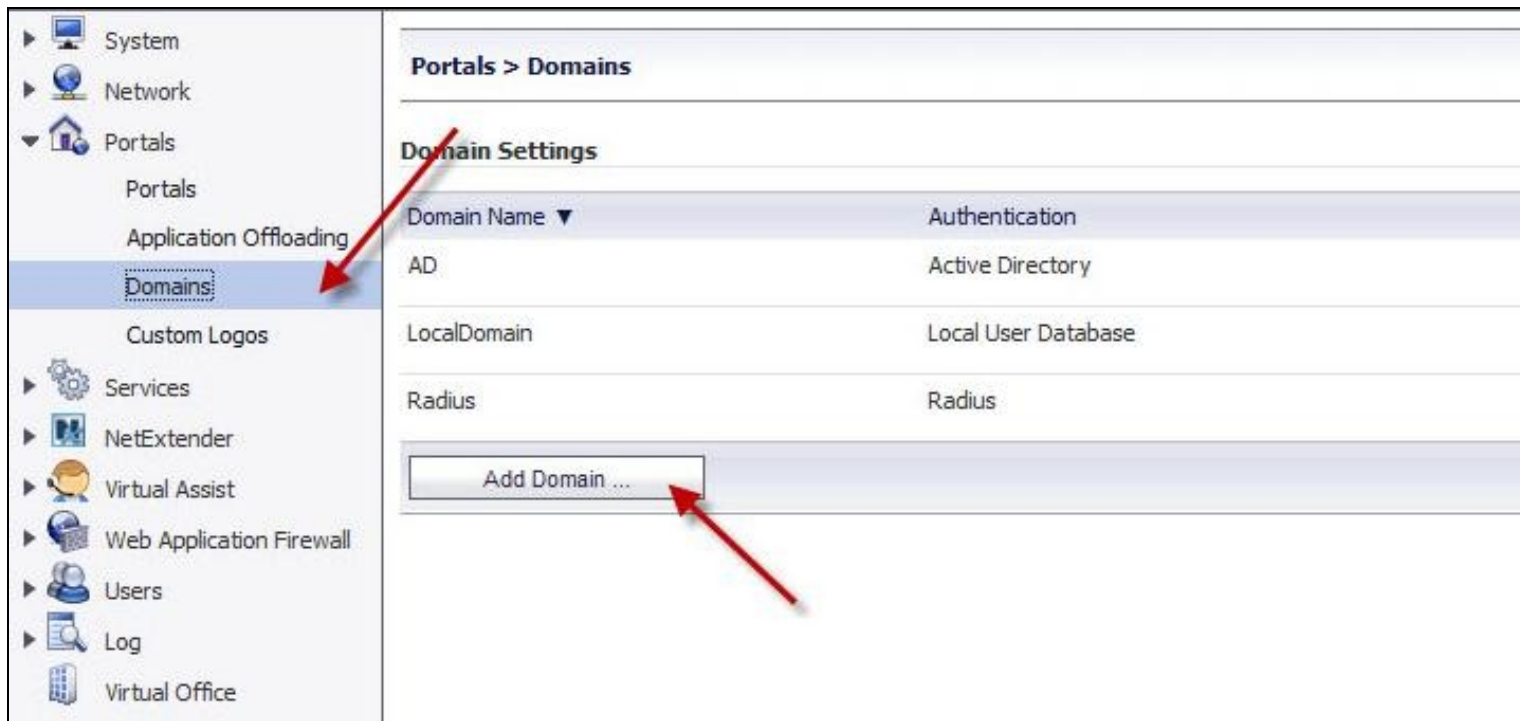 System
Network
Portals
Portals
Application Offloading
Domains
Custom Logos
Services
NetExtender
Virtual Assist
Web Application Firewall
Users
Log
Virtual Office
Portals > Domains
Domain Settings
Domain Name ▼ Authentication
AD Active Directory
LocalDomain Local User Database
Radius Radius
Add Domain ...